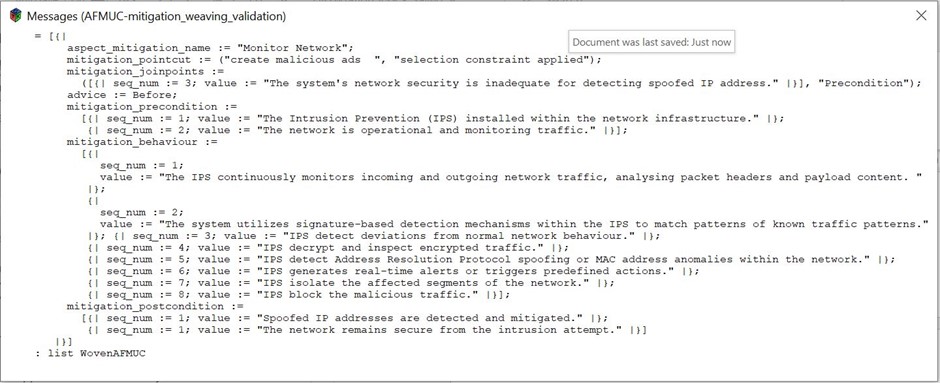 Messages (AFMUC-mitigation_weaving_validation)
Document was last saved: Just now
= [{|
aspect_mitigation_name := "Monitor Network";
mitigation_pointcut := ("create malicious ads  ", "selection constraint applied");
mitigation_joinpoints :=
([{| seq_num := 3; value := "The system's network security is inadequate for detecting spoofed IP address." |}], "Precondition");
advice := Before;
mitigation_precondition :=
[{| seq_num := 1; value := "The Intrusion Prevention (IPS) installed within the network infrastructure." |};
{| seq_num := 2; value := "The network is operational and monitoring traffic." |}];
mitigation_behaviour :=
[{|
seq_num := 1;
value := "The IPS continuously monitors incoming and outgoing network traffic, analysing packet headers and payload content. "
|};
{|
seq_num := 2;
value := "The system utilizes signature-based detection mechanisms within the IPS to match patterns of known traffic patterns."
|}; {| seq_num := 3; value := "IPS detect deviations from normal network behaviour." |};
{| seq_num := 4; value := "IPS decrypt and inspect encrypted traffic." |};
{| seq_num := 5; value := "IPS detect Address Resolution Protocol spoofing or MAC address anomalies within the network." |};
{| seq_num := 6; value := "IPS generates real-time alerts or triggers predefined actions." |};
{| seq_num := 7; value := "IPS isolate the affected segments of the network." |};
{| seq_num := 8; value := "IPS block the malicious traffic." |}];
mitigation_postcondition :=
[{| seq_num := 1; value := "Spoofed IP addresses are detected and mitigated." |};
{| seq_num := 1; value := "The network remains secure from the intrusion attempt." |}]
|}]
: list WovenAFMUC